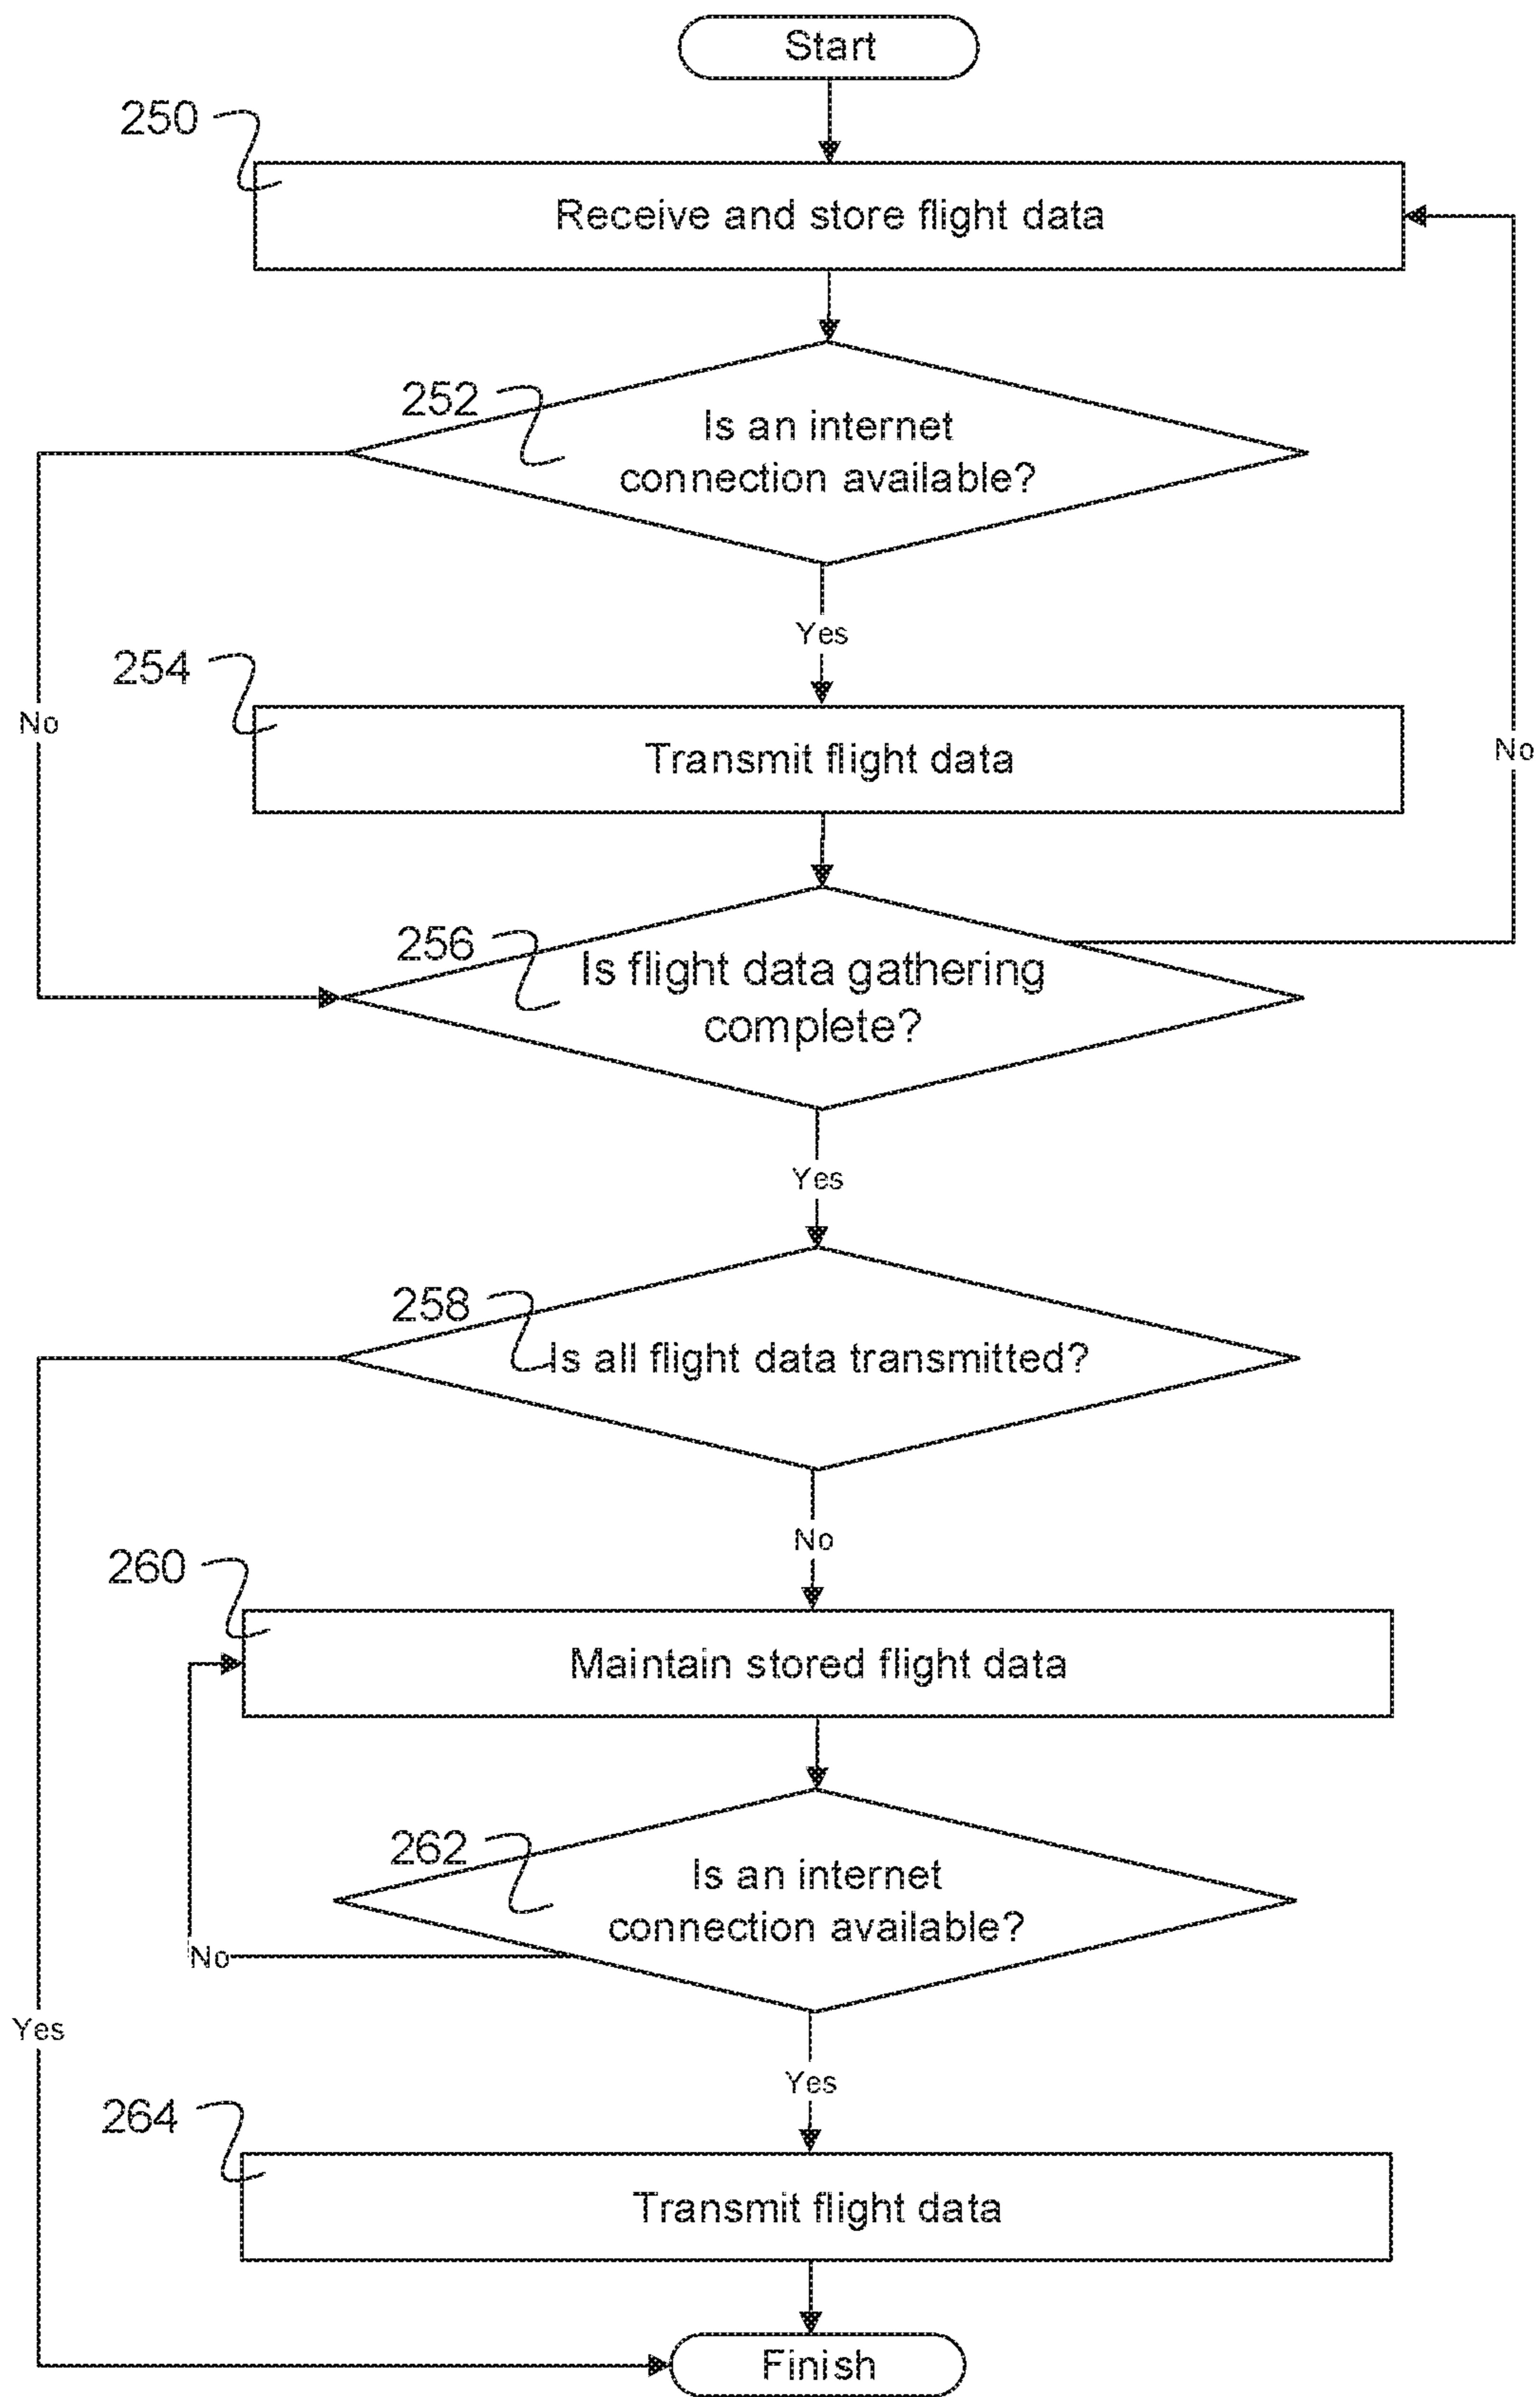 Start
250
Receive and store flight data
252
Is an internet
connection available?
Yes
254
No
Transmit flight data
No
256
Is flight data gathering
complete?
Yes
258
Is all flight data transmitted?
No
260
Maintain stored flight data
262
Is an internet
connection available?
No
Yes
Yes
264
Transmit flight data
Finish